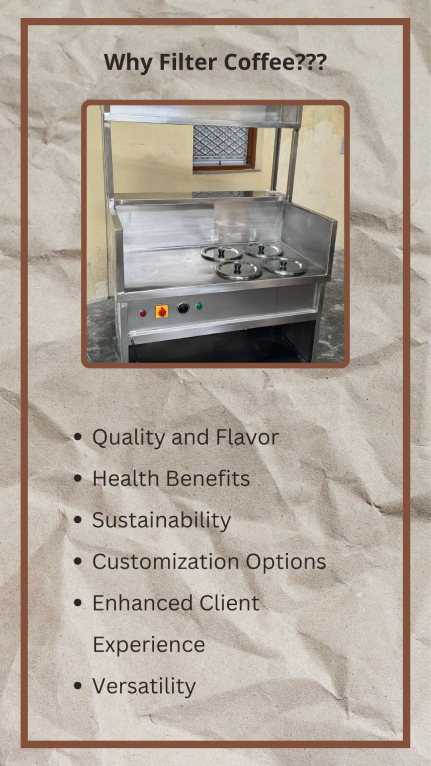 Why Filter Coffee???
Quality and Flavor
Health Benefits
Sustainability
Customization Options
Enhanced Client
Experience
Versatility